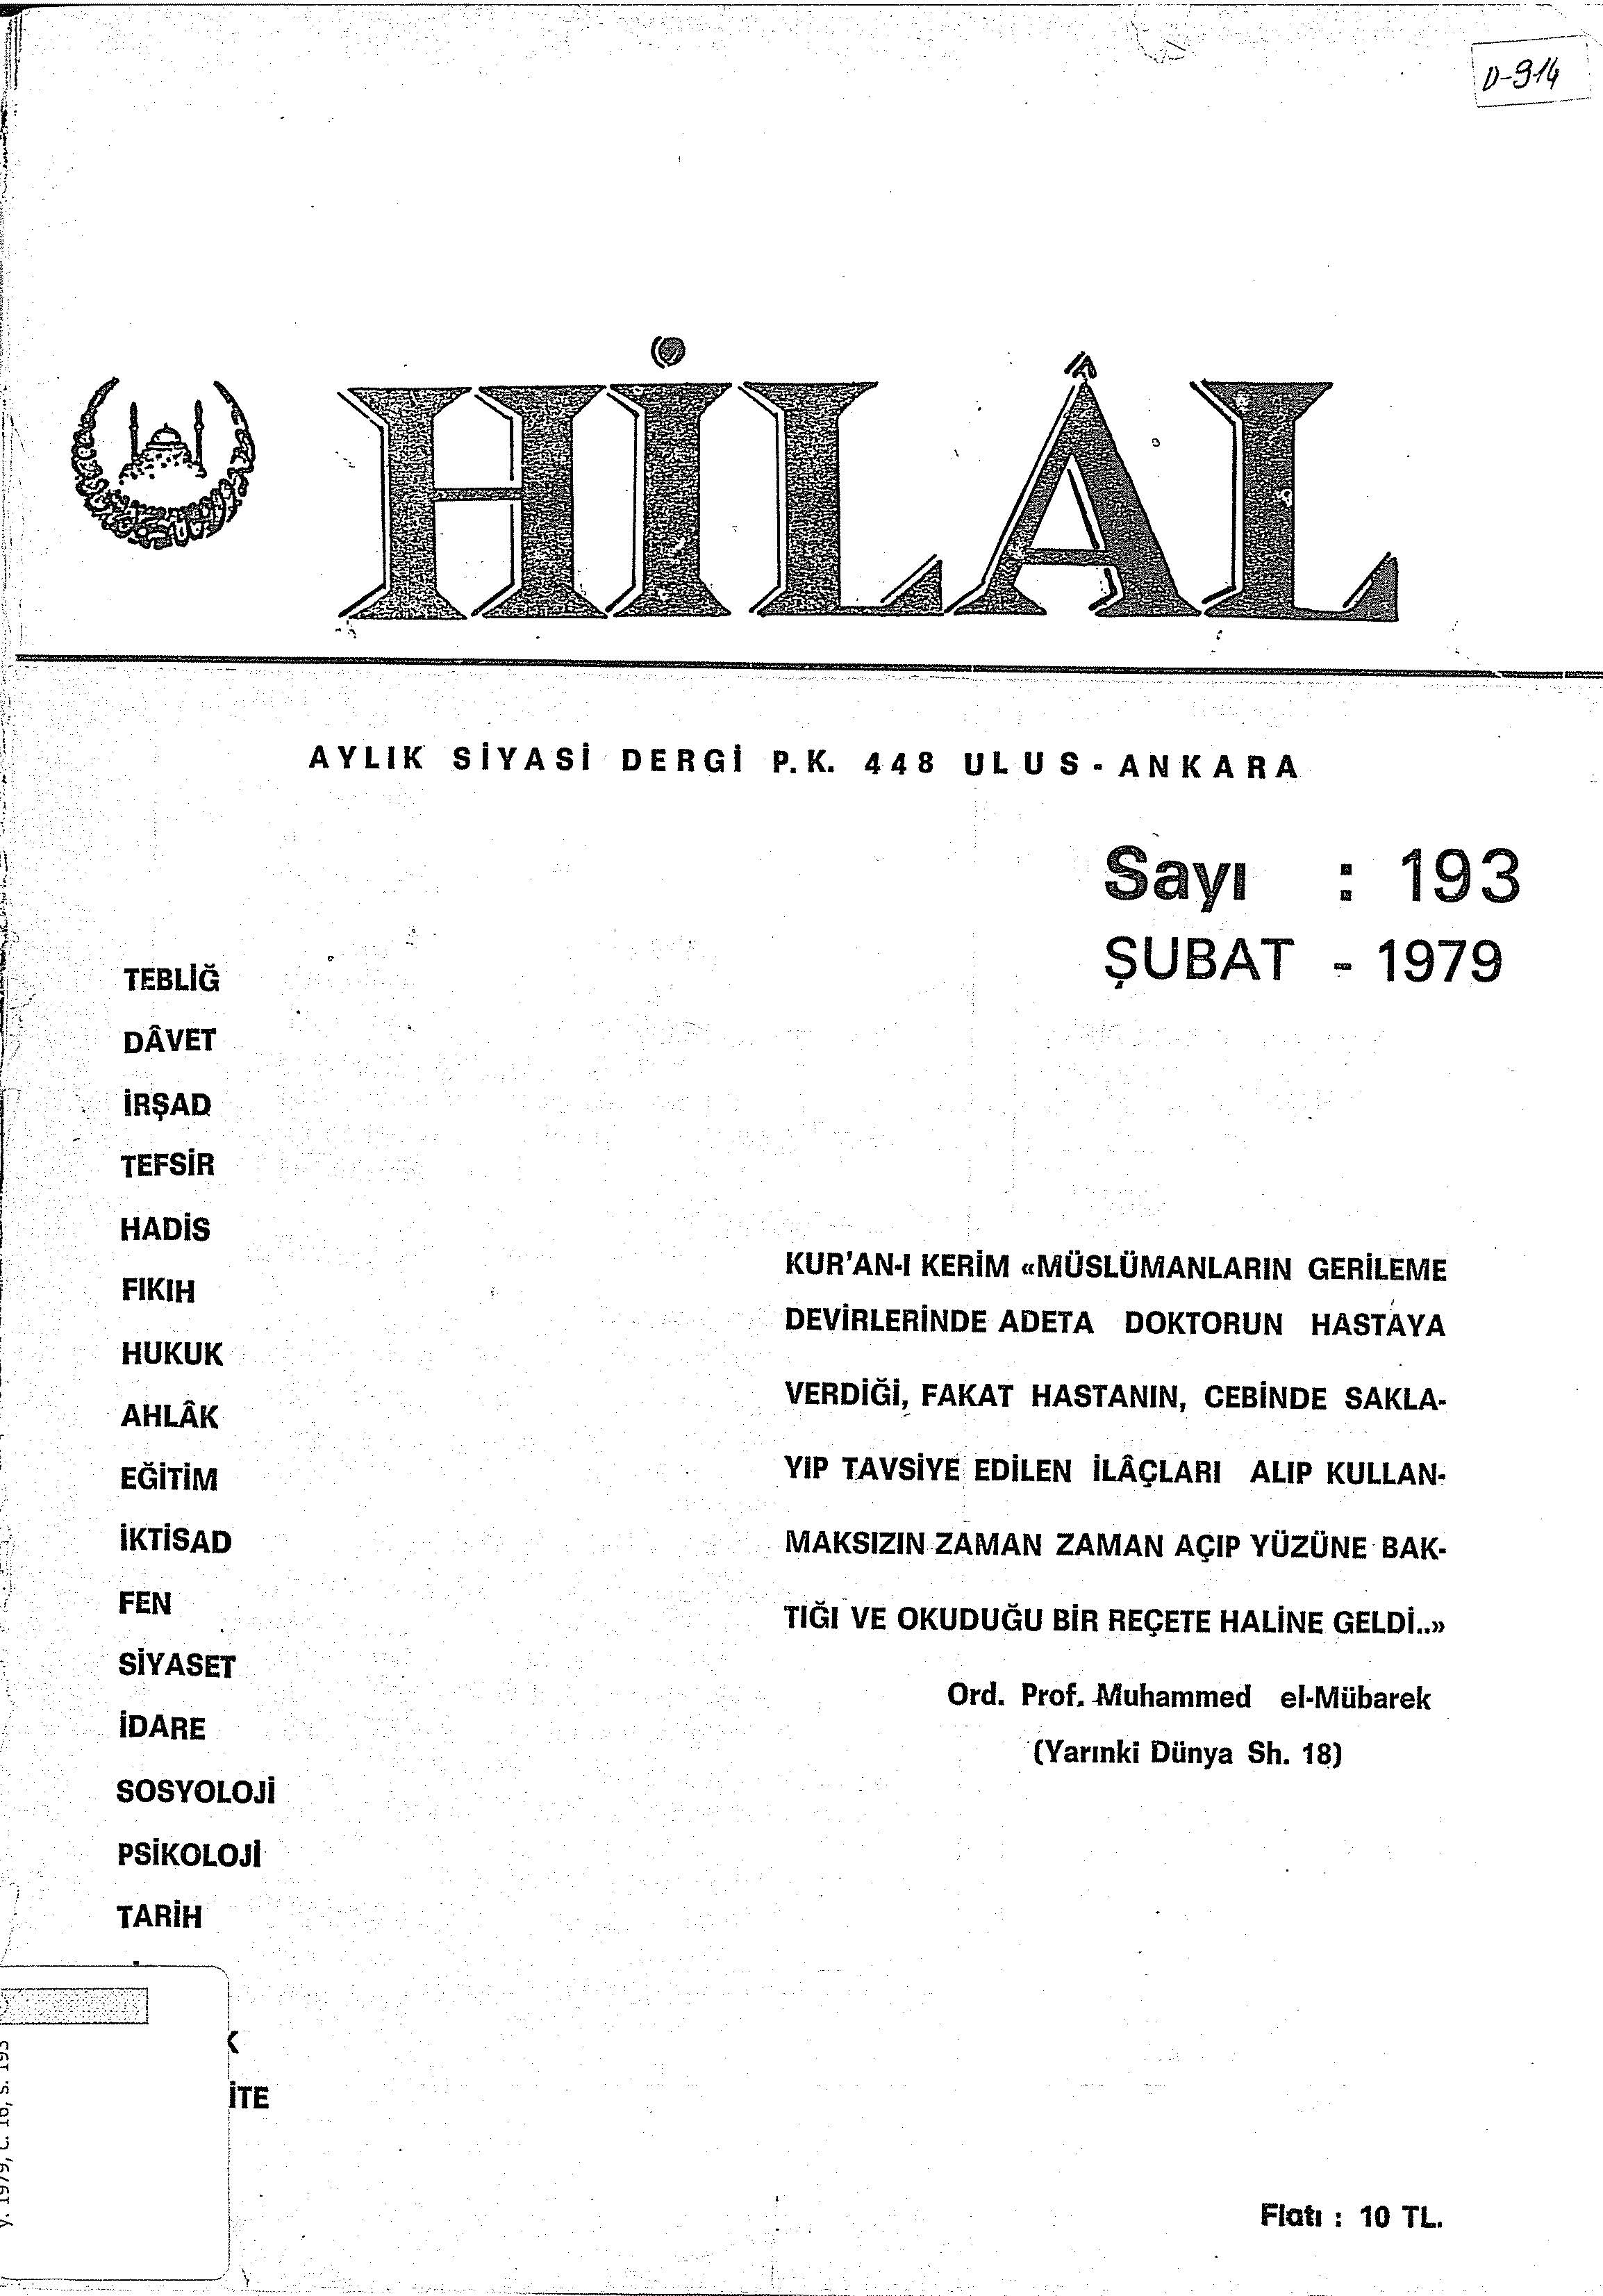 D-914
HİLÂL
AYLIK SİYASİ DERGİ P.K. 448 ULUS - ANKARA
Sayı : 193
ŞUBAT - 1979
TEBLİĞ
DÂVET
İRŞAD
TEFSİR
HADİS
FIKIH
HUKUK
AHLÂK
EĞİTİM
İKTİSAD
FEN
SİYASET
İDARE
SOSYOLOJİ
PSİKOLOJİ
TARİH
K
İTE
KUR'AN-I KERİM «MÜSLÜMANLARIN GERİLEME
DEVİRLERİNDE ADETA DOKTORUN HASTAYA
VERDİĞİ, FAKAT HASTANIN, CEBİNDE SAKLA-
YIP TAVSİYE EDİLEN İLÂÇLARI ALIP KULLAN-
MAKSIZIN ZAMAN ZAMAN AÇIP YÜZÜNE BAK-
TIĞI VE OKUDUĞU BİR REÇETE HALİNE GELDİ..»
Ord. Prof. Muhammed el-Mübarek
(Yarınki Dünya Sh. 18)
y. 1979, c. 16, s. 193
Fiatı : 10 TL.